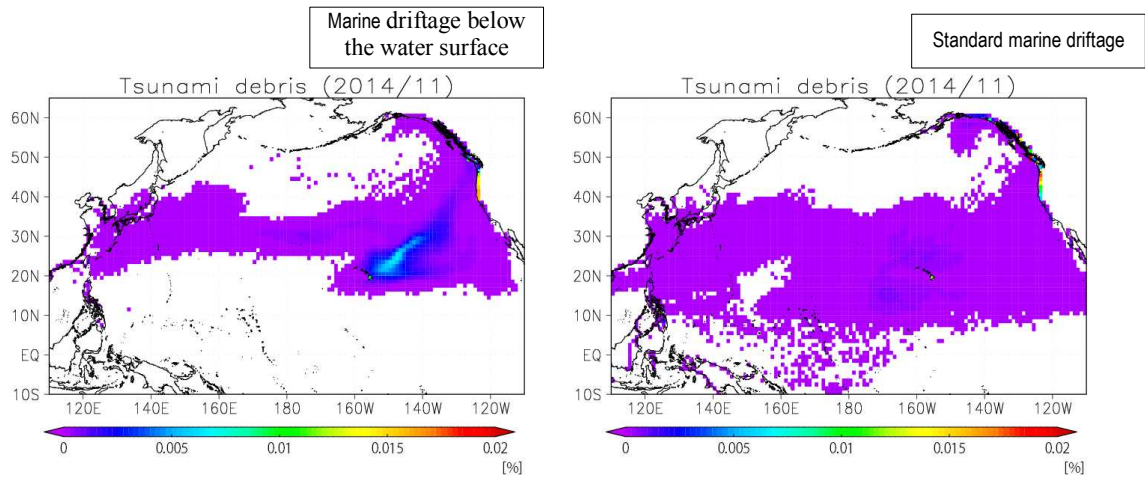 Marine driftage below
the water surface
Standard marine driftage
Tsunami debris (2014/11)
60N
50N
40N
30N
20N
10N
EQ
10S
120E 140E 160E 180 160W 140W 120W
0 0.005 0.01 0.015 0.02
[%]
Tsunami debris (2014/11)
60N
50N
40N
30N
20N
10N
EQ
10S
120E 140E 160E 180 160W 140W 120W
0 0.005 0.01 0.015 0.02
[%]